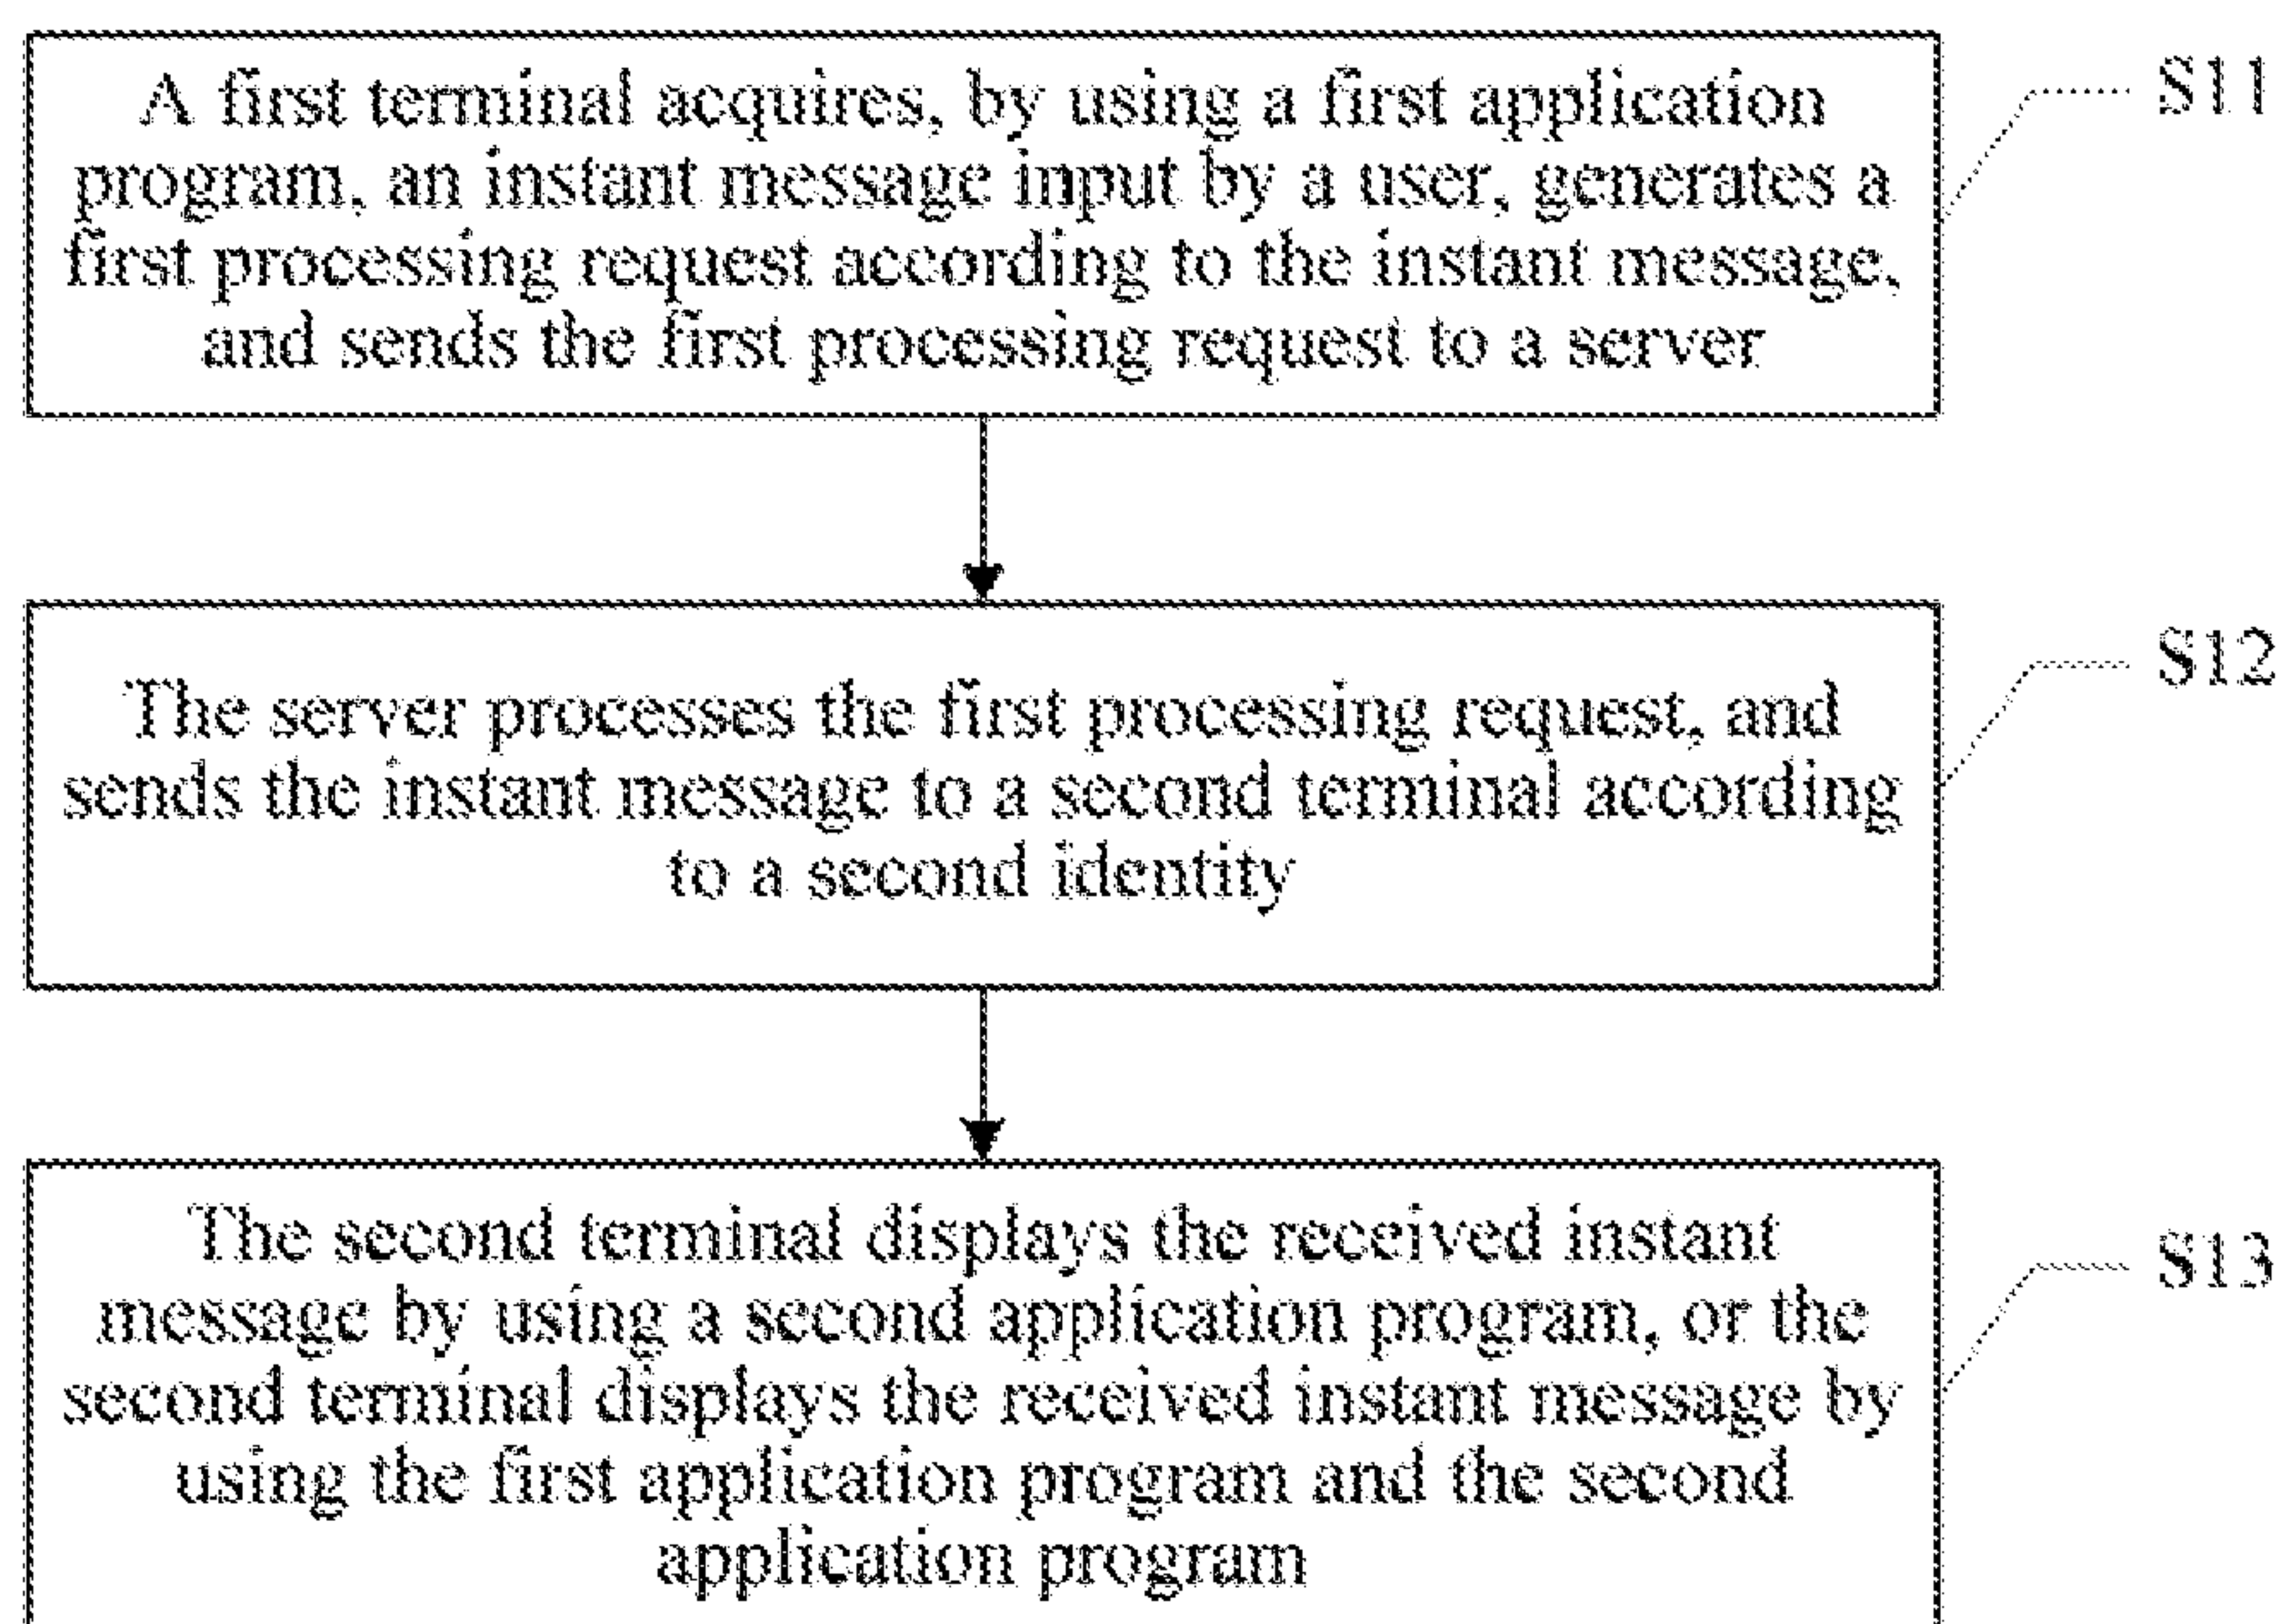 A first terminal acquires, by using a first application
program, an instant message input by a user, generates a
first processing request according to the instant message,
and sends the first processing request to a server
S11
The server processes the first processing request, and
sends the instant message to a second terminal according
to a second identity
S12
The second terminal displays the received instant
message by using a second application program, or the
second terminal displays the received instant message by
using the first application program and the second
application program
S13